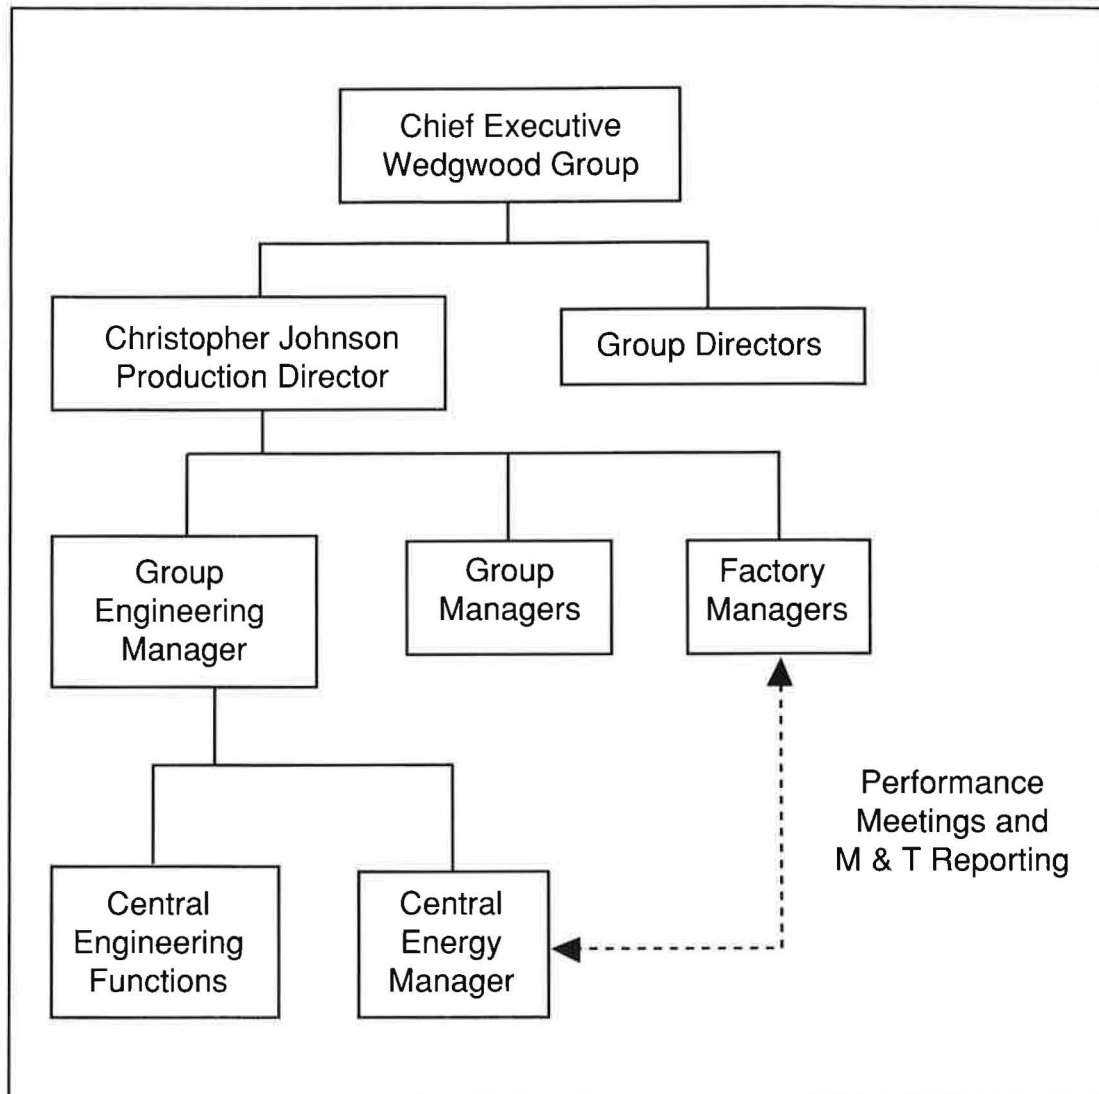 Chief Executive
Wedgwood Group
Christopher Johnson
Production Director
Group Directors
Group
Engineering
Manager
Group
Managers
Factory
Managers
Performance
Meetings and
M & T Reporting
Central
Engineering
Functions
Central
Energy
Manager